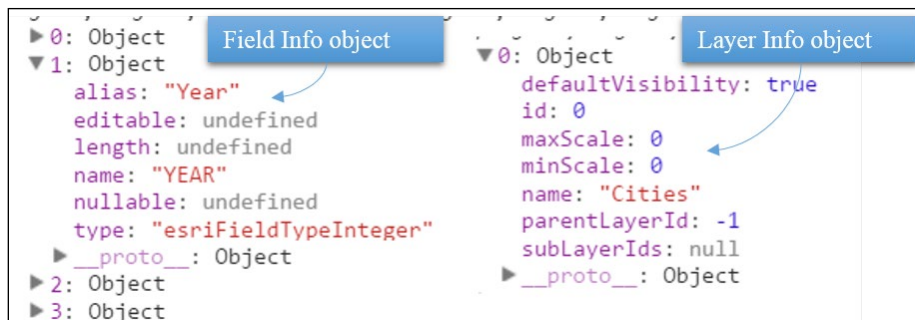 ▶0: Object
Field Info object
▼1: Object
alias: "Year"
editable: undefined
length: undefined
name: "YEAR"
nullable: undefined
type: "esriFieldTypeInteger"
▶__proto__: Object
▶2: Object
▶3: Object
▼0: Object
Layer Info object
defaultVisibility: true
id: 0
maxScale: 0
minScale: 0
name: "Cities"
parentLayerId: -1
subLayerIds: null
▶__proto__: Object